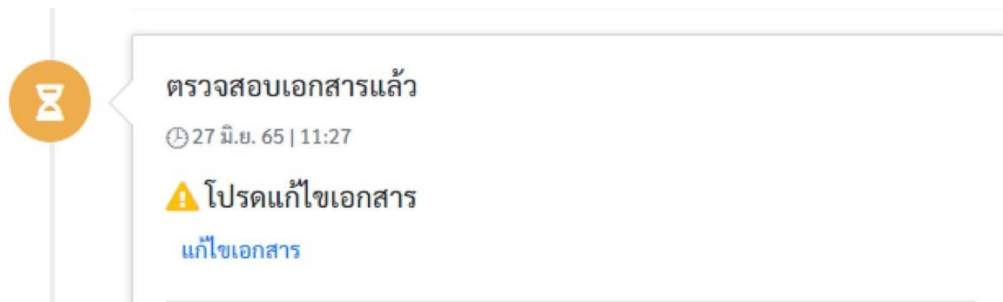 ตรวจสอบเอกสารแล้ว
27 มิ.ย. 65 | 11:27
โปรดแก้ไขเอกสาร
แก้ไขเอกสาร